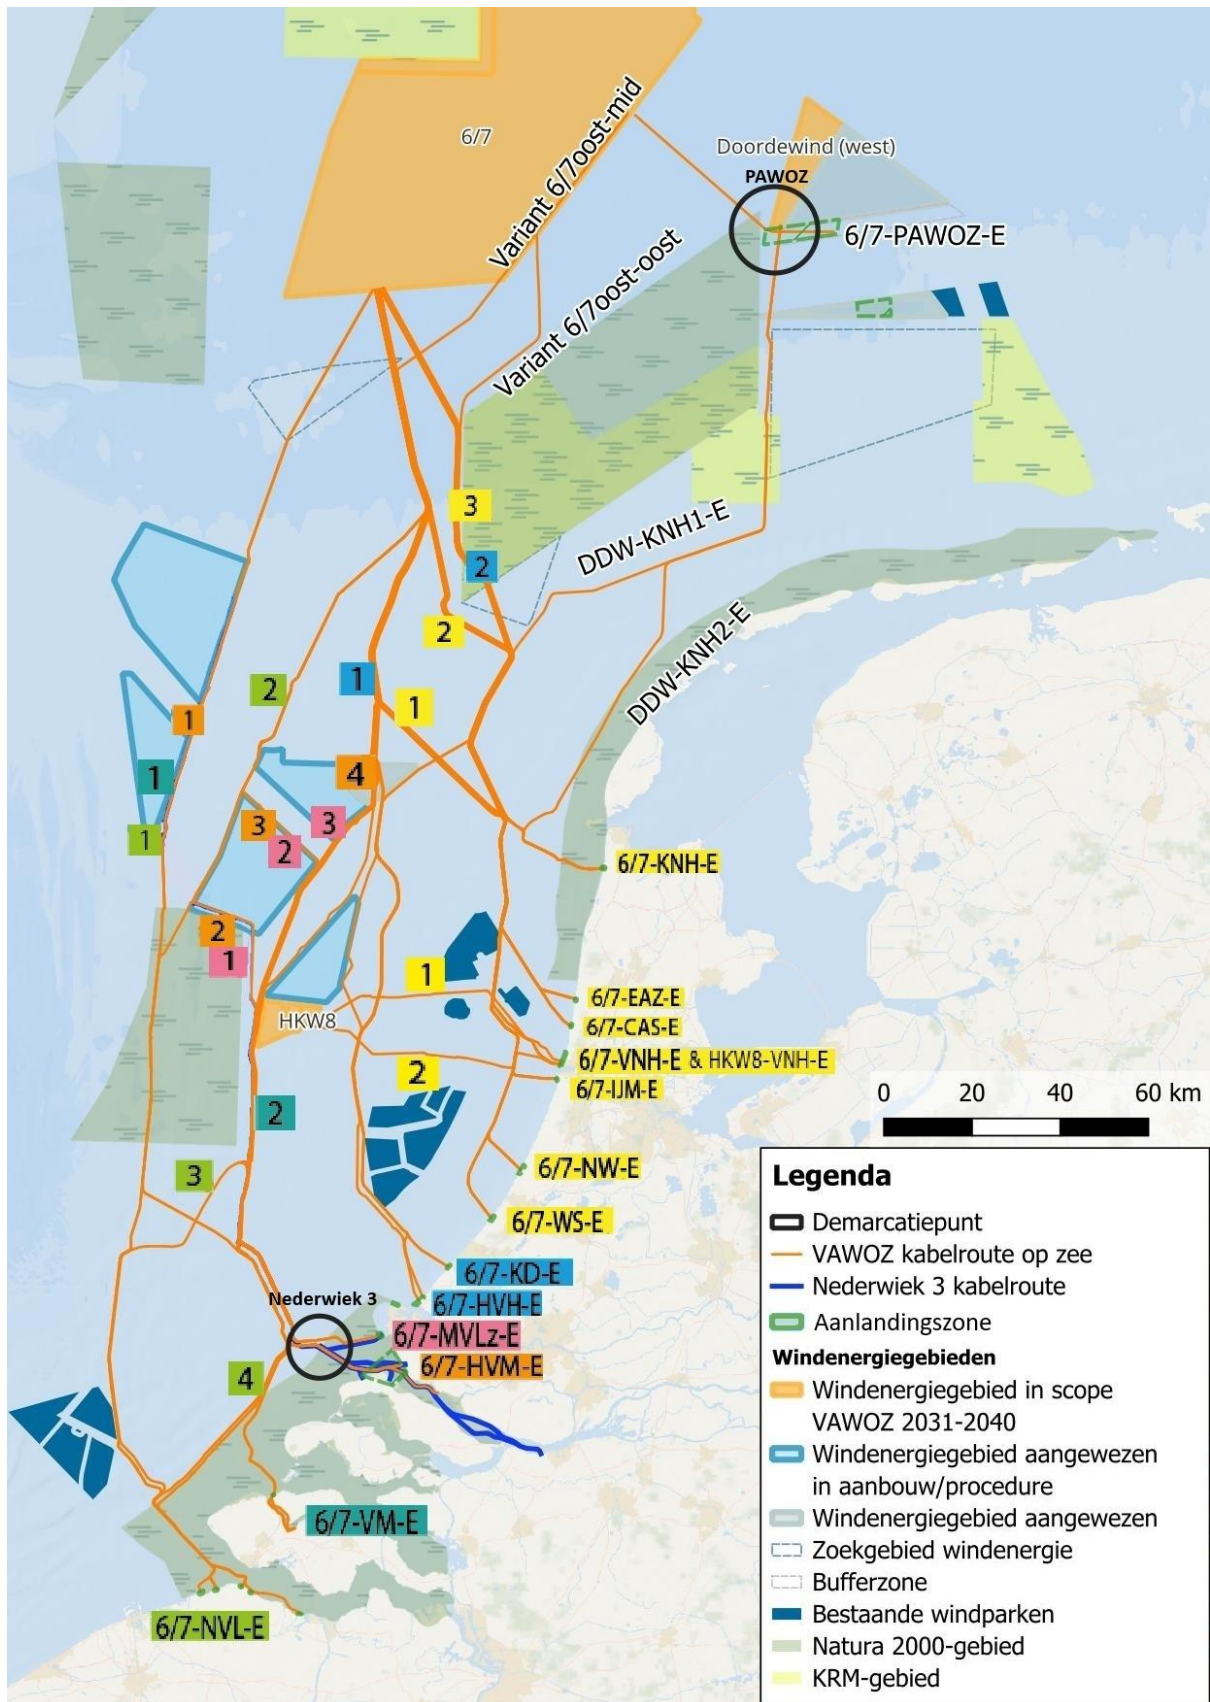 6/7
Variant 6/7oost-mid
Doordewind (west)
PAWOZ
6/7-PAWOZ-E
Variant 6/7oost-oost
3
DDW-KNH1-E
2
2
DDW-KNH2-E
1
2
1
1
4
1
3
3
1
2
6/7-KNH-E
2
1
1
6/7-EAZ-E
HKW8
6/7-CAS-E
6/7-VNH-E & HKW8-VNH-E
2
6/7-IJM-E
0 20 40 60 km
2
3
6/7-NW-E
6/7-WS-E
6/7-KD-E
Nederwiek 3
6/7-HVH-E
6/7-MVLz-E
6/7-HVM-E
4
6/7-VM-E
6/7-NVL-E
Legenda
Demarcatiepunt
VAWOZ kabelroute op zee
Nederwiek 3 kabelroute
Aanlandingszone
Windenergiegebieden
Windenergiegebied in scope
VAWOZ 2031-2040
Windenergiegebied aangewezen
in aanbouw/procedure
Windenergiegebied aangewezen
Zoekgebied windenergie
Bufferzone
Bestaande windparken
Natura 2000-gebied
KRM-gebied